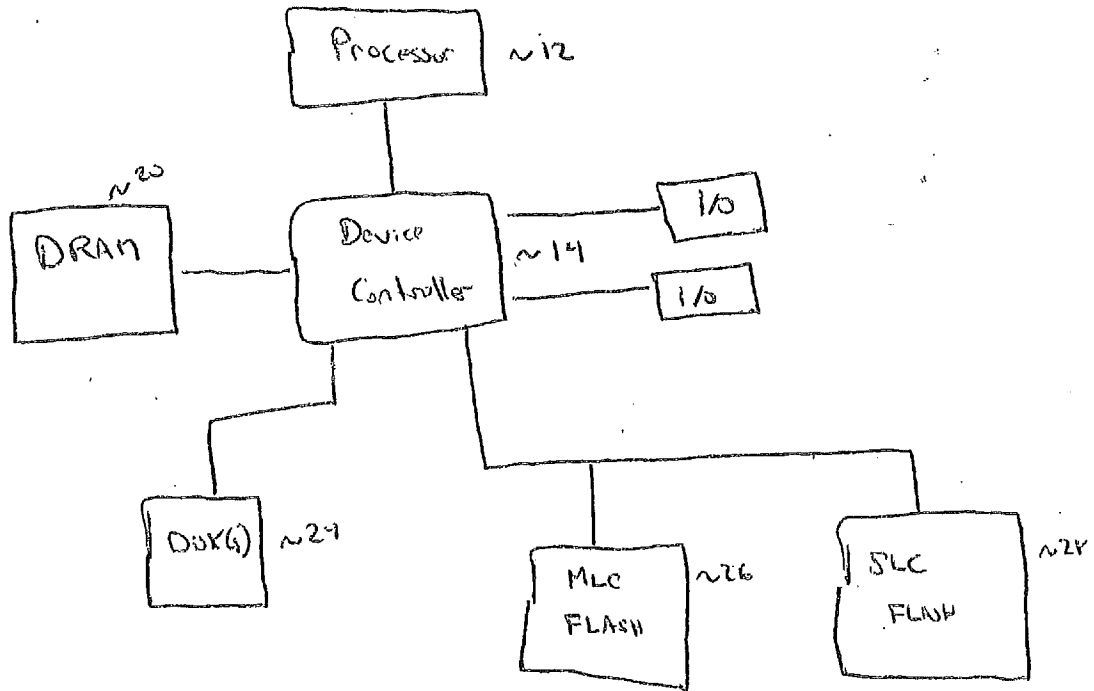 Processor ~12
~20
DRAM
Device
Controller
~14
I/O
I/O
Disk(s) ~24
MLC
FLASH
~26
SLC
FLASH
~28